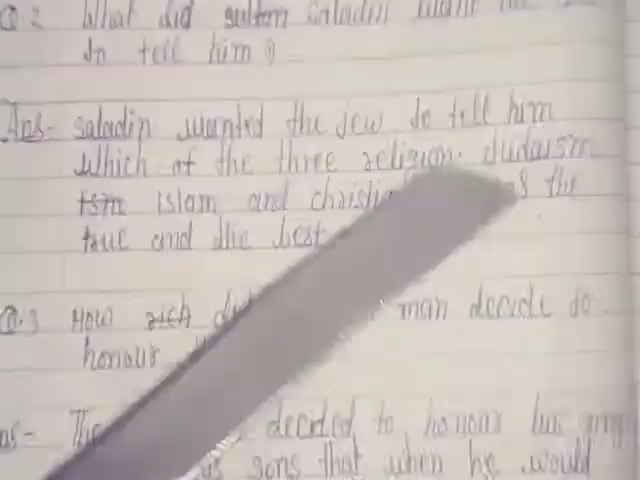 Q.2 What did sultan Saladin want the
to tell him?
Ans- Saladin wanted the Jew to tell him
which of the three religion. Judaism
Islam and christi the
true and the best
Q.3 How rich man decide to
honour
The decided to honour his
sons that when he would